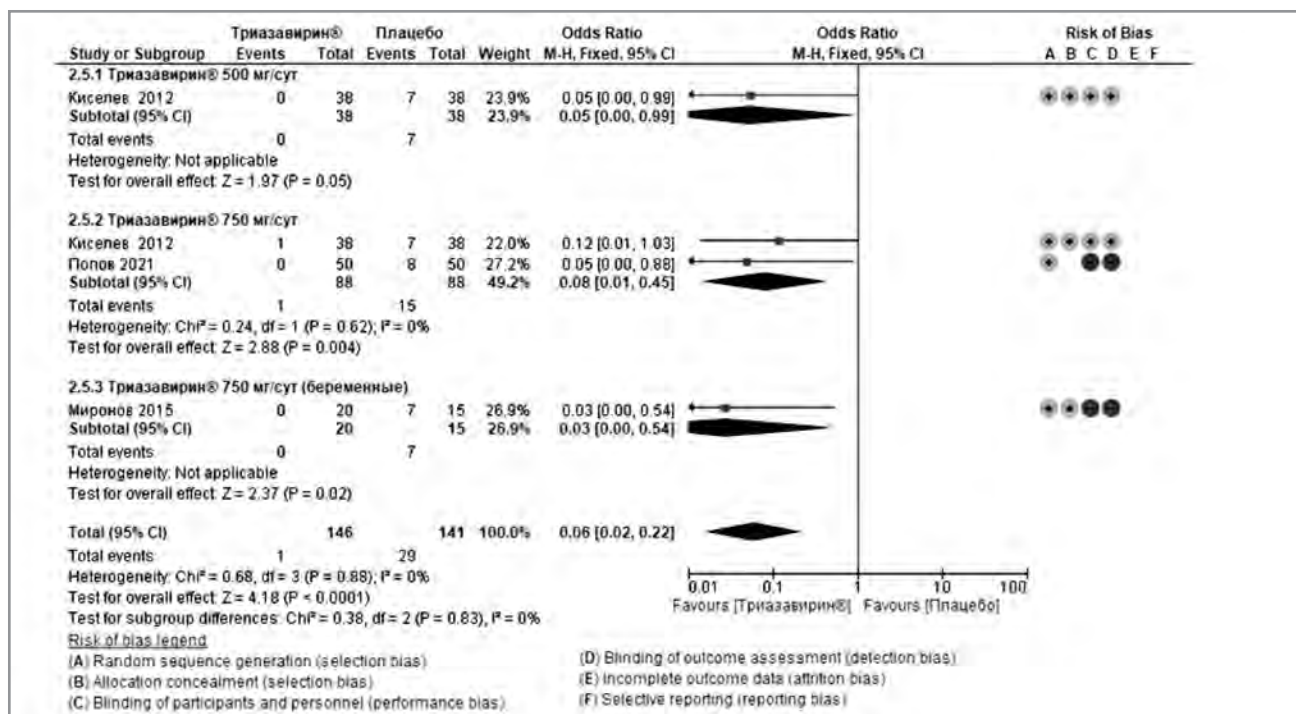 Триазавирин® Плацебо Odds Ratio Odds Ratio Risk of Bias
Study or Subgroup Events Total Events Total Weight M-H, Fixed, 95% CI M-H, Fixed, 95% CI A B C D E F
2.5.1 Триазавирин® 500 мг/сут
Киселев 2012 0 38 7 38 23.9% 0.05 [0.00, 0.99]
Subtotal (95% CI) 38 38 23.9% 0.05 [0.00, 0.99]
Total events 0 7
Heterogeneity: Not applicable
Test for overall effect: Z = 1.97 (P = 0.05)
2.5.2 Триазавирин® 750 мг/сут
Киселев 2012 1 38 7 38 22.0% 0.12 [0.01, 1.03]
Попов 2021 0 50 8 50 27.2% 0.05 [0.00, 0.88]
Subtotal (95% CI) 88 88 49.2% 0.08 [0.01, 0.45]
Total events 1 15
Heterogeneity: Chi² = 0.24, df = 1 (P = 0.62); I² = 0%
Test for overall effect: Z = 2.88 (P = 0.004)
2.5.3 Триазавирин® 750 мг/сут (беременные)
Миронов 2015 0 20 7 15 26.9% 0.03 [0.00, 0.54]
Subtotal (95% CI) 20 15 26.9% 0.03 [0.00, 0.54]
Total events 0 7
Heterogeneity: Not applicable
Test for overall effect: Z = 2.37 (P = 0.02)
Total (95% CI) 146 141 100.0% 0.06 [0.02, 0.22]
Total events 1 29
Heterogeneity: Chi² = 0.68, df = 3 (P = 0.88); I² = 0%
Test for overall effect: Z = 4.18 (P < 0.0001)
Test for subgroup differences: Chi² = 0.38, df = 2 (P = 0.83), I² = 0%
0.01 0.1 1 10 100
Favours [Триазавирин®] Favours [Плацебо]
Risk of bias legend
(A) Random sequence generation (selection bias)
(B) Allocation concealment (selection bias)
(C) Blinding of participants and personnel (performance bias)
(D) Blinding of outcome assessment (detection bias)
(E) Incomplete outcome data (attrition bias)
(F) Selective reporting (reporting bias)